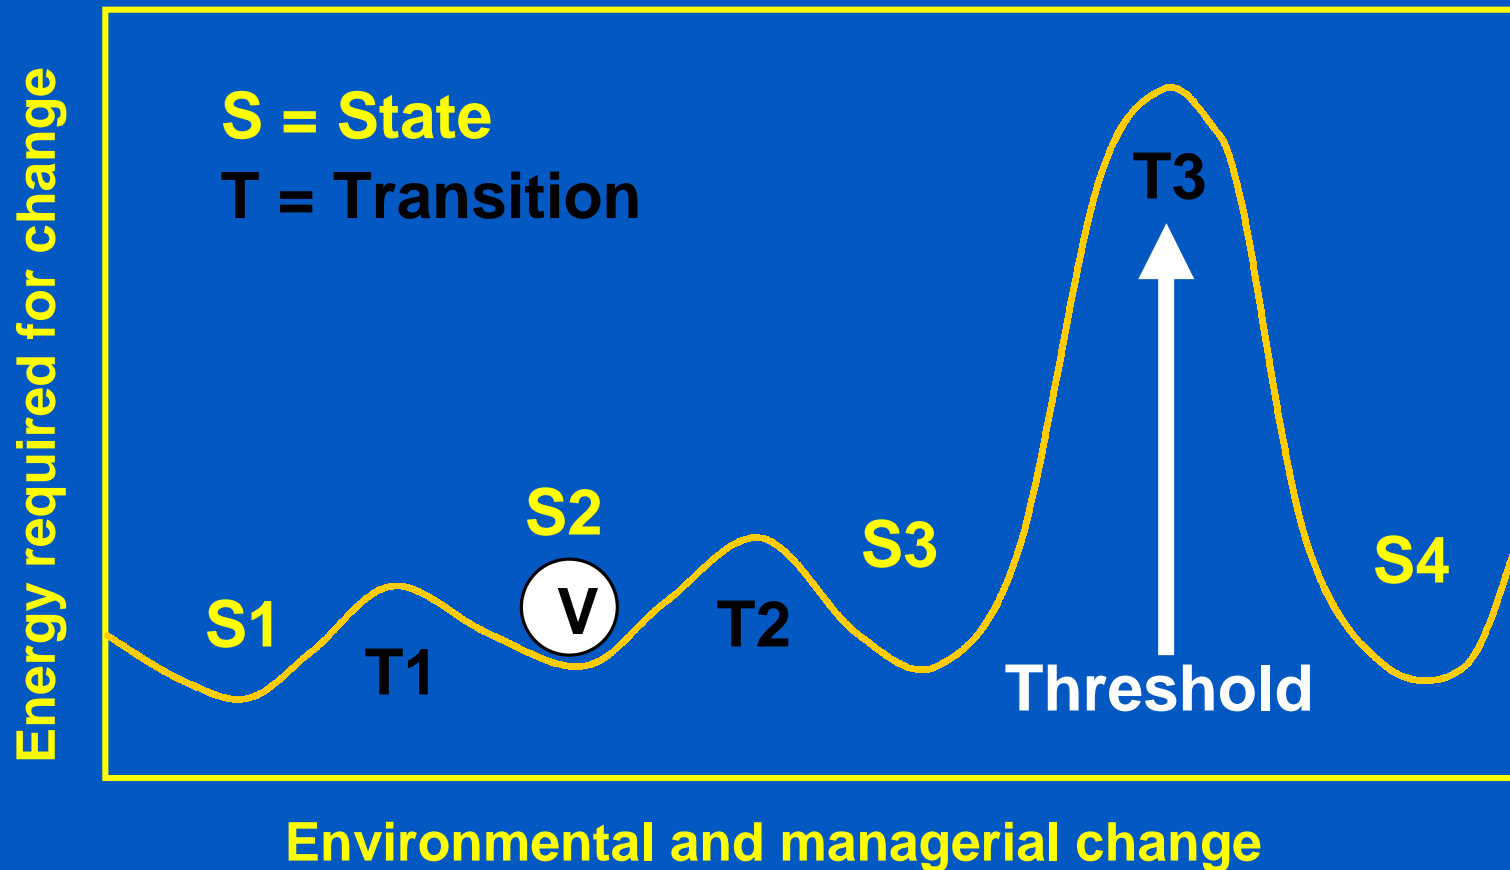 Energy required for change
S = State
T = Transition
T3
S2
V
S3
S4
S1
T1
T2
Threshold
Environmental and managerial change